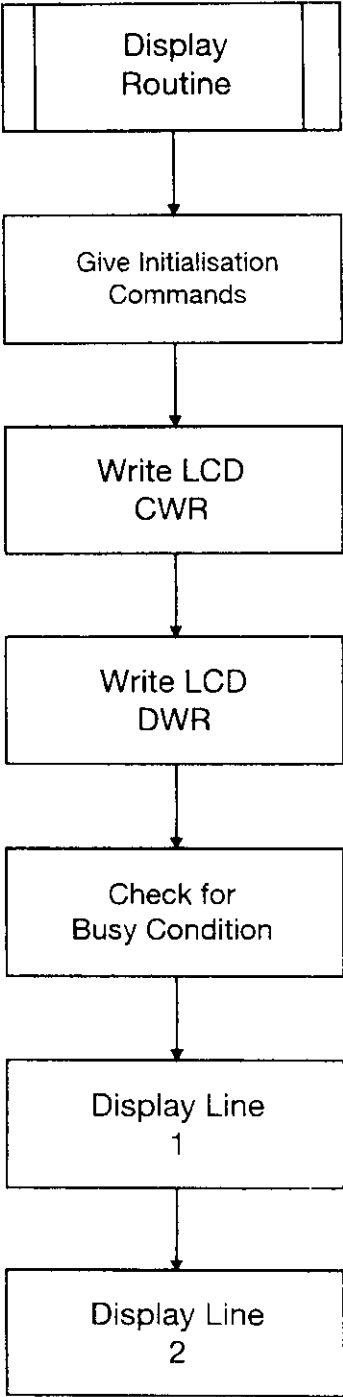 Display
Routine
Give Initialisation
Commands
Write LCD
CWR
Write LCD
DWR
Check for
Busy Condition
Display Line
1
Display Line
2